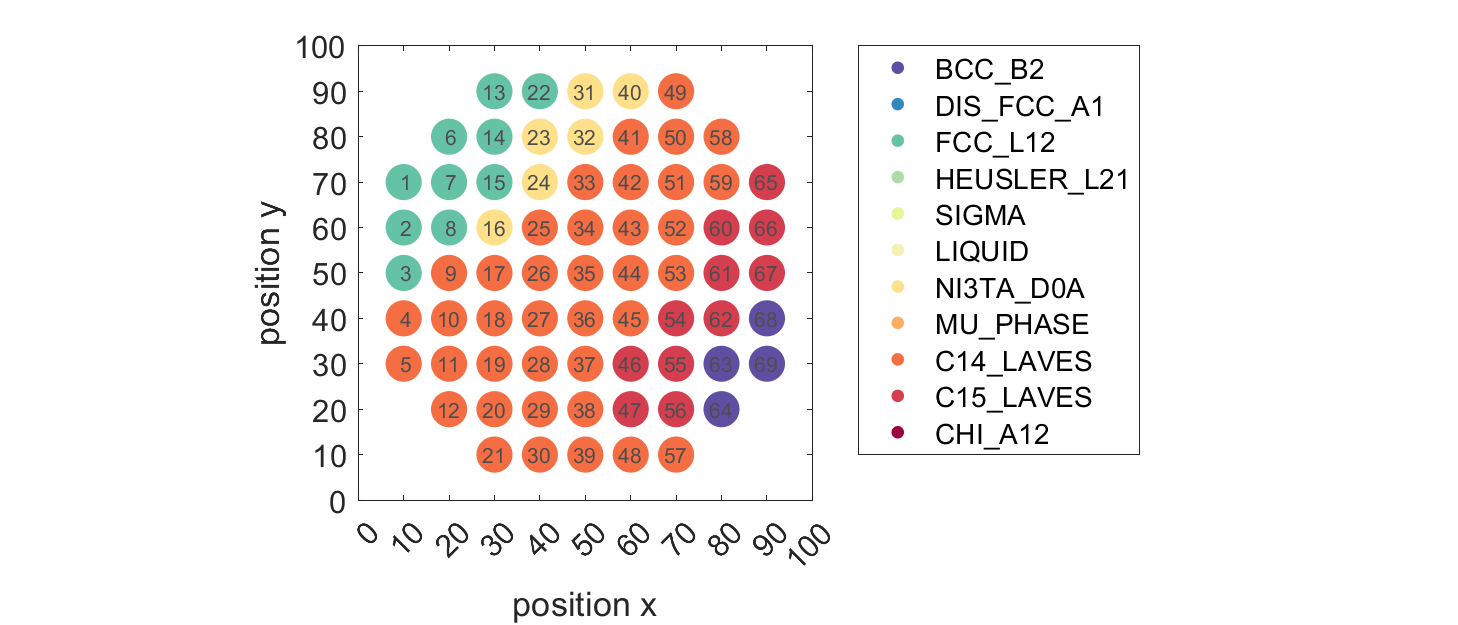 100
90
80
70
60
50
40
30
20
10
0
13 22 31 40 49
6 14 23 32 41 50 58
1 7 15 24 33 42 51 59 65
2 8 16 25 34 43 52 60 66
3 9 17 26 35 44 53 61 67
4 10 18 27 36 45 54 62 68
5 11 19 28 37 46 55 63 69
12 20 29 38 47 56 64
21 30 39 48 57
0 10 20 30 40 50 60 70 80 90 100
position x
position y
BCC_B2
DIS_FCC_A1
FCC_L12
HEUSLER_L21
SIGMA
LIQUID
NI3TA_D0A
MU_PHASE
C14_LAVES
C15_LAVES
CHI_A12